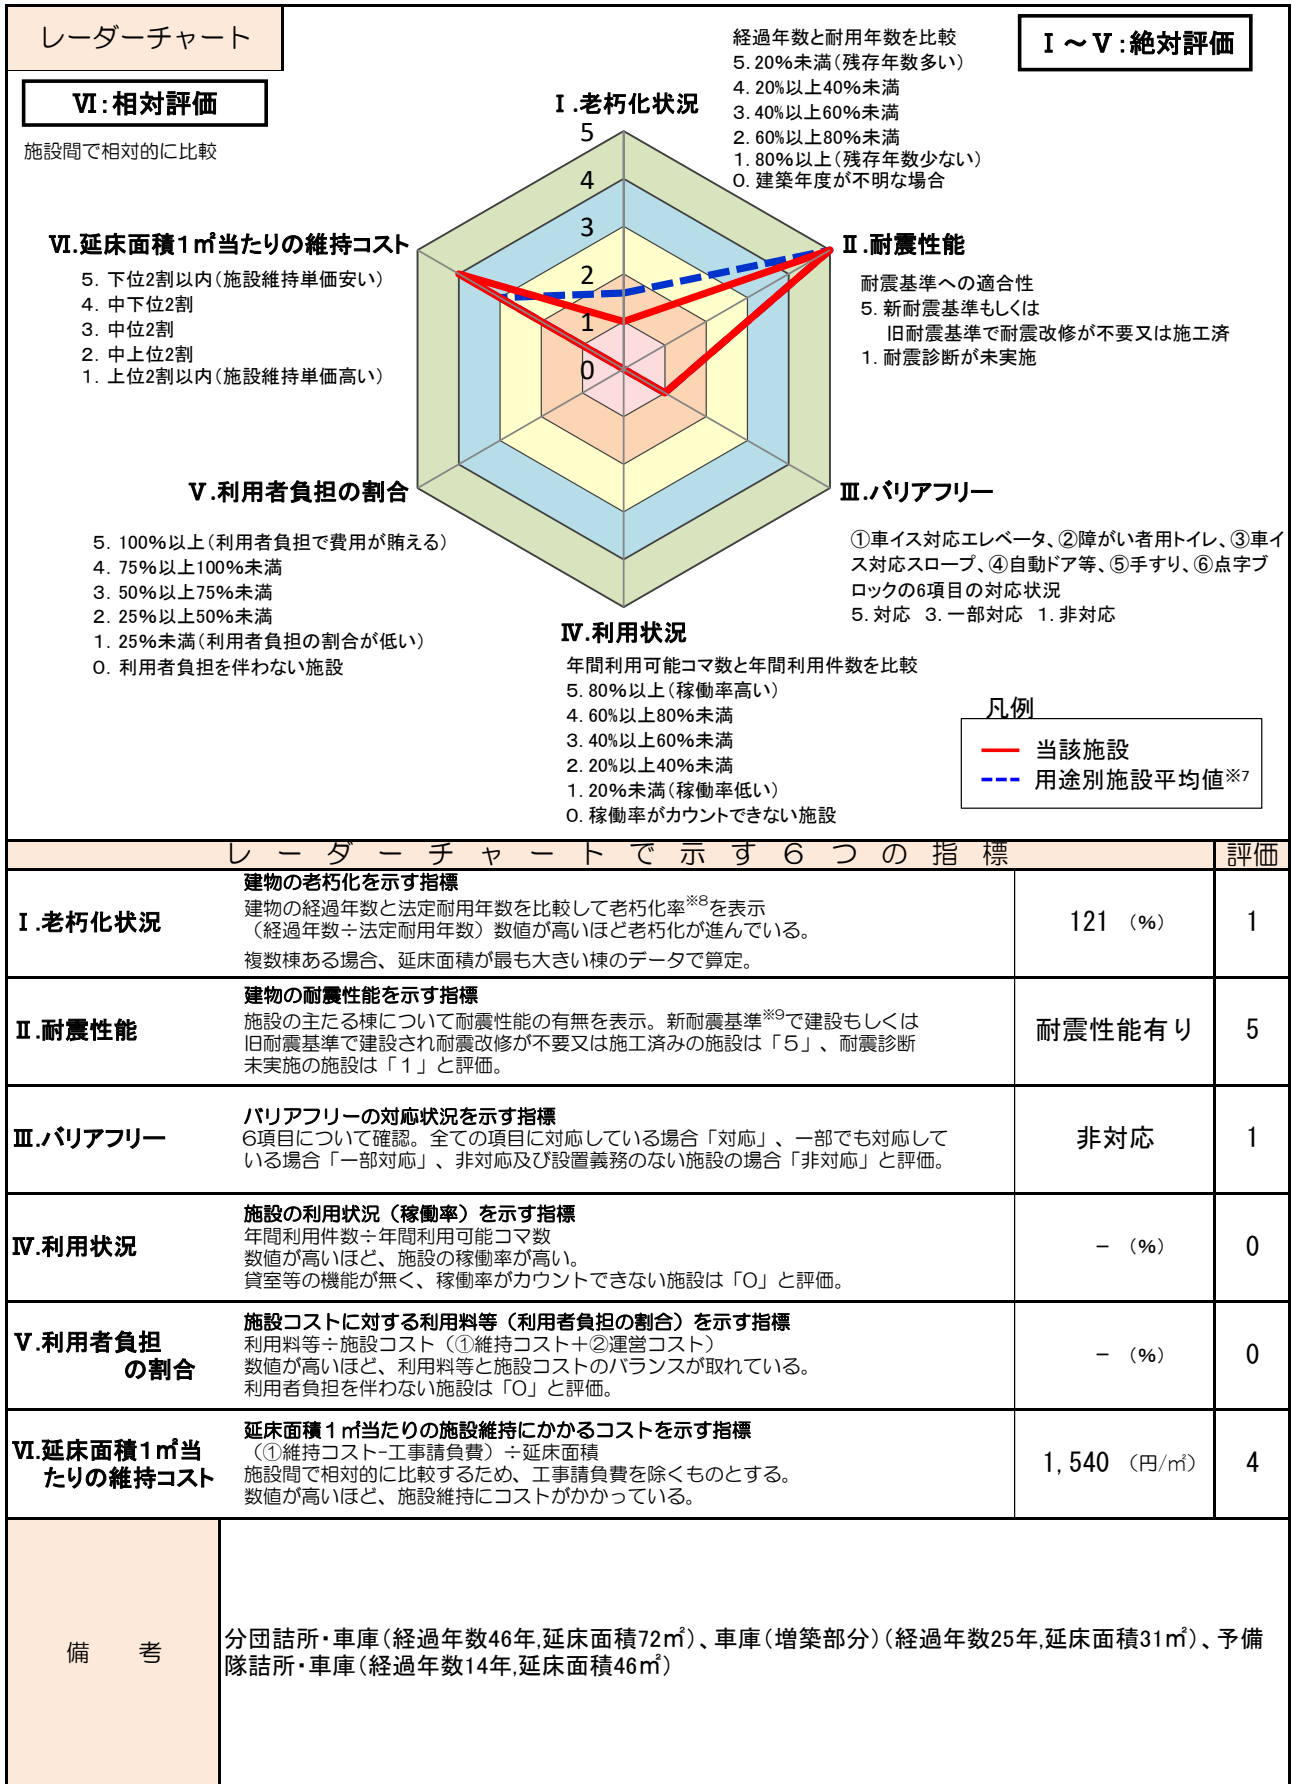 レーダーチャート
Ⅵ：相対評価
施設間で相対的に比較
Ⅰ～Ⅴ：絶対評価
経過年数と耐用年数を比較
5. 20%未満（残存年数多い）
4. 20%以上40%未満
3. 40%以上60%未満
2. 60%以上80%未満
1. 80%以上（残存年数少ない）
0. 建築年度が不明な場合
Ⅰ.老朽化状況
5
4
3
2
1
0
Ⅱ.耐震性能
耐震基準への適合性
5. 新耐震基準もしくは
旧耐震基準で耐震改修が不要又は施工済
1. 耐震診断が未実施
Ⅵ.延床面積1㎡当たりの維持コスト
5. 下位2割以内（施設維持単価安い）
4. 中下位2割
3. 中位2割
2. 中上位2割
1. 上位2割以内（施設維持単価高い）
Ⅴ.利用者負担の割合
5. 100%以上（利用者負担で費用が賄える）
4. 75%以上100%未満
3. 50%以上75%未満
2. 25%以上50%未満
1. 25%未満（利用者負担の割合が低い）
0. 利用者負担を伴わない施設
Ⅲ.バリアフリー
①車イス対応エレベータ、②障がい者用トイレ、③車イ
ス対応スロープ、④自動ドア等、⑤手すり、⑥点字ブ
ロックの6項目の対応状況
5. 対応 3. 一部対応 1. 非対応
Ⅳ.利用状況
年間利用可能コマ数と年間利用件数を比較
5. 80%以上（稼働率高い）
4. 60%以上80%未満
3. 40%以上60%未満
2. 20%以上40%未満
1. 20%未満（稼働率低い）
0. 稼働率がカウントできない施設
凡例
当該施設
用途別施設平均値※7
レーダーチャートで示す６つの指標 評価
Ⅰ.老朽化状況
建物の老朽化を示す指標
建物の経過年数と法定耐用年数を比較して老朽化率※8を表示
（経過年数÷法定耐用年数）数値が高いほど老朽化が進んでいる。
複数棟ある場合、延床面積が最も大きい棟のデータで算定。
121 （%） 1
Ⅱ.耐震性能
建物の耐震性能を示す指標
施設の主たる棟について耐震性能の有無を表示。新耐震基準※9で建設もしくは
旧耐震基準で建設され耐震改修が不要又は施工済みの施設は「５」、耐震診断
未実施の施設は「１」と評価。
耐震性能有り 5
Ⅲ.バリアフリー
バリアフリーの対応状況を示す指標
6項目について確認。全ての項目に対応している場合「対応」、一部でも対応して
いる場合「一部対応」、非対応及び設置義務のない施設の場合「非対応」と評価。
非対応 1
Ⅳ.利用状況
施設の利用状況（稼働率）を示す指標
年間利用件数÷年間利用可能コマ数
数値が高いほど、施設の稼働率が高い。
貸室等の機能が無く、稼働率がカウントできない施設は「０」と評価。
－ （%） 0
Ⅴ.利用者負担
の割合
施設コストに対する利用料等（利用者負担の割合）を示す指標
利用料等÷施設コスト（①維持コスト＋②運営コスト）
数値が高いほど、利用料等と施設コストのバランスが取れている。
利用者負担を伴わない施設は「０」と評価。
－ （%） 0
Ⅵ.延床面積1㎡当
たりの維持コスト
延床面積１㎡当たりの施設維持にかかるコストを示す指標
（①維持コスト-工事請負費）÷延床面積
施設間で相対的に比較するため、工事請負費を除くものとする。
数値が高いほど、施設維持にコストがかかっている。
1,540 （円/㎡） 4
備 考
分団詰所・車庫（経過年数46年,延床面積72㎡）、車庫（増築部分）（経過年数25年,延床面積31㎡）、予備
隊詰所・車庫（経過年数14年,延床面積46㎡）